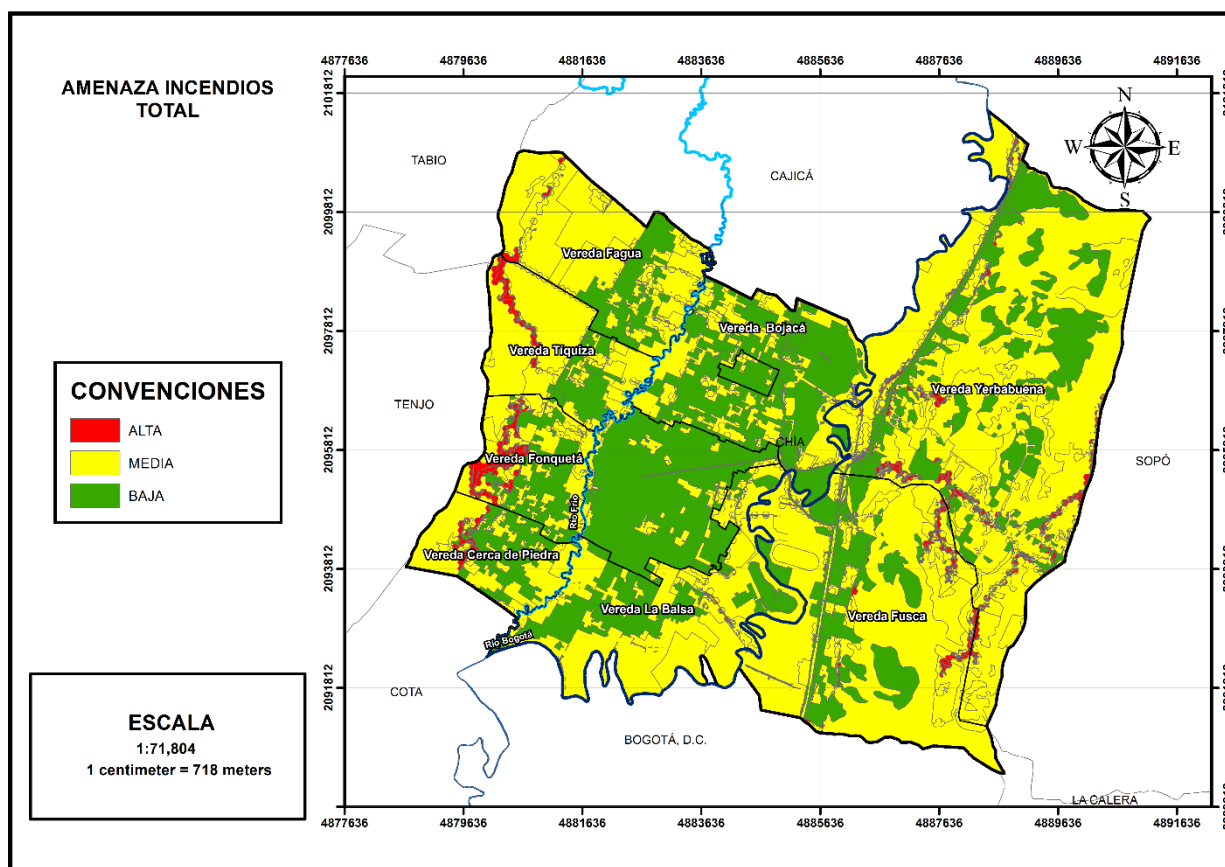 AMENAZA INCENDIOS
TOTAL
CONVENCIONES
ALTA
MEDIA
BAJA
ESCALA
1:71,804
1 centimeter = 718 meters
4877636 4879636 4881636 4883636 4885636 4887636 4889636 4891636
2101812
2099812
2097812
2095812
2093812
2091812
N
W E
S
TABIO
CAJICÁ
Vereda Fagua
Vereda Bojacá
Vereda Tiquiza
Vereda Yerbabuena
TENJO
CHÍA
SOPÓ
Vereda Fonquetá
Río Frío
Vereda Cerca de Piedra
Vereda La Balsa
Vereda Fusca
Río Bogotá
COTA
BOGOTÁ, D.C.
LA CALERA
4877636 4879636 4881636 4883636 4885636 4887636 4889636 4891636